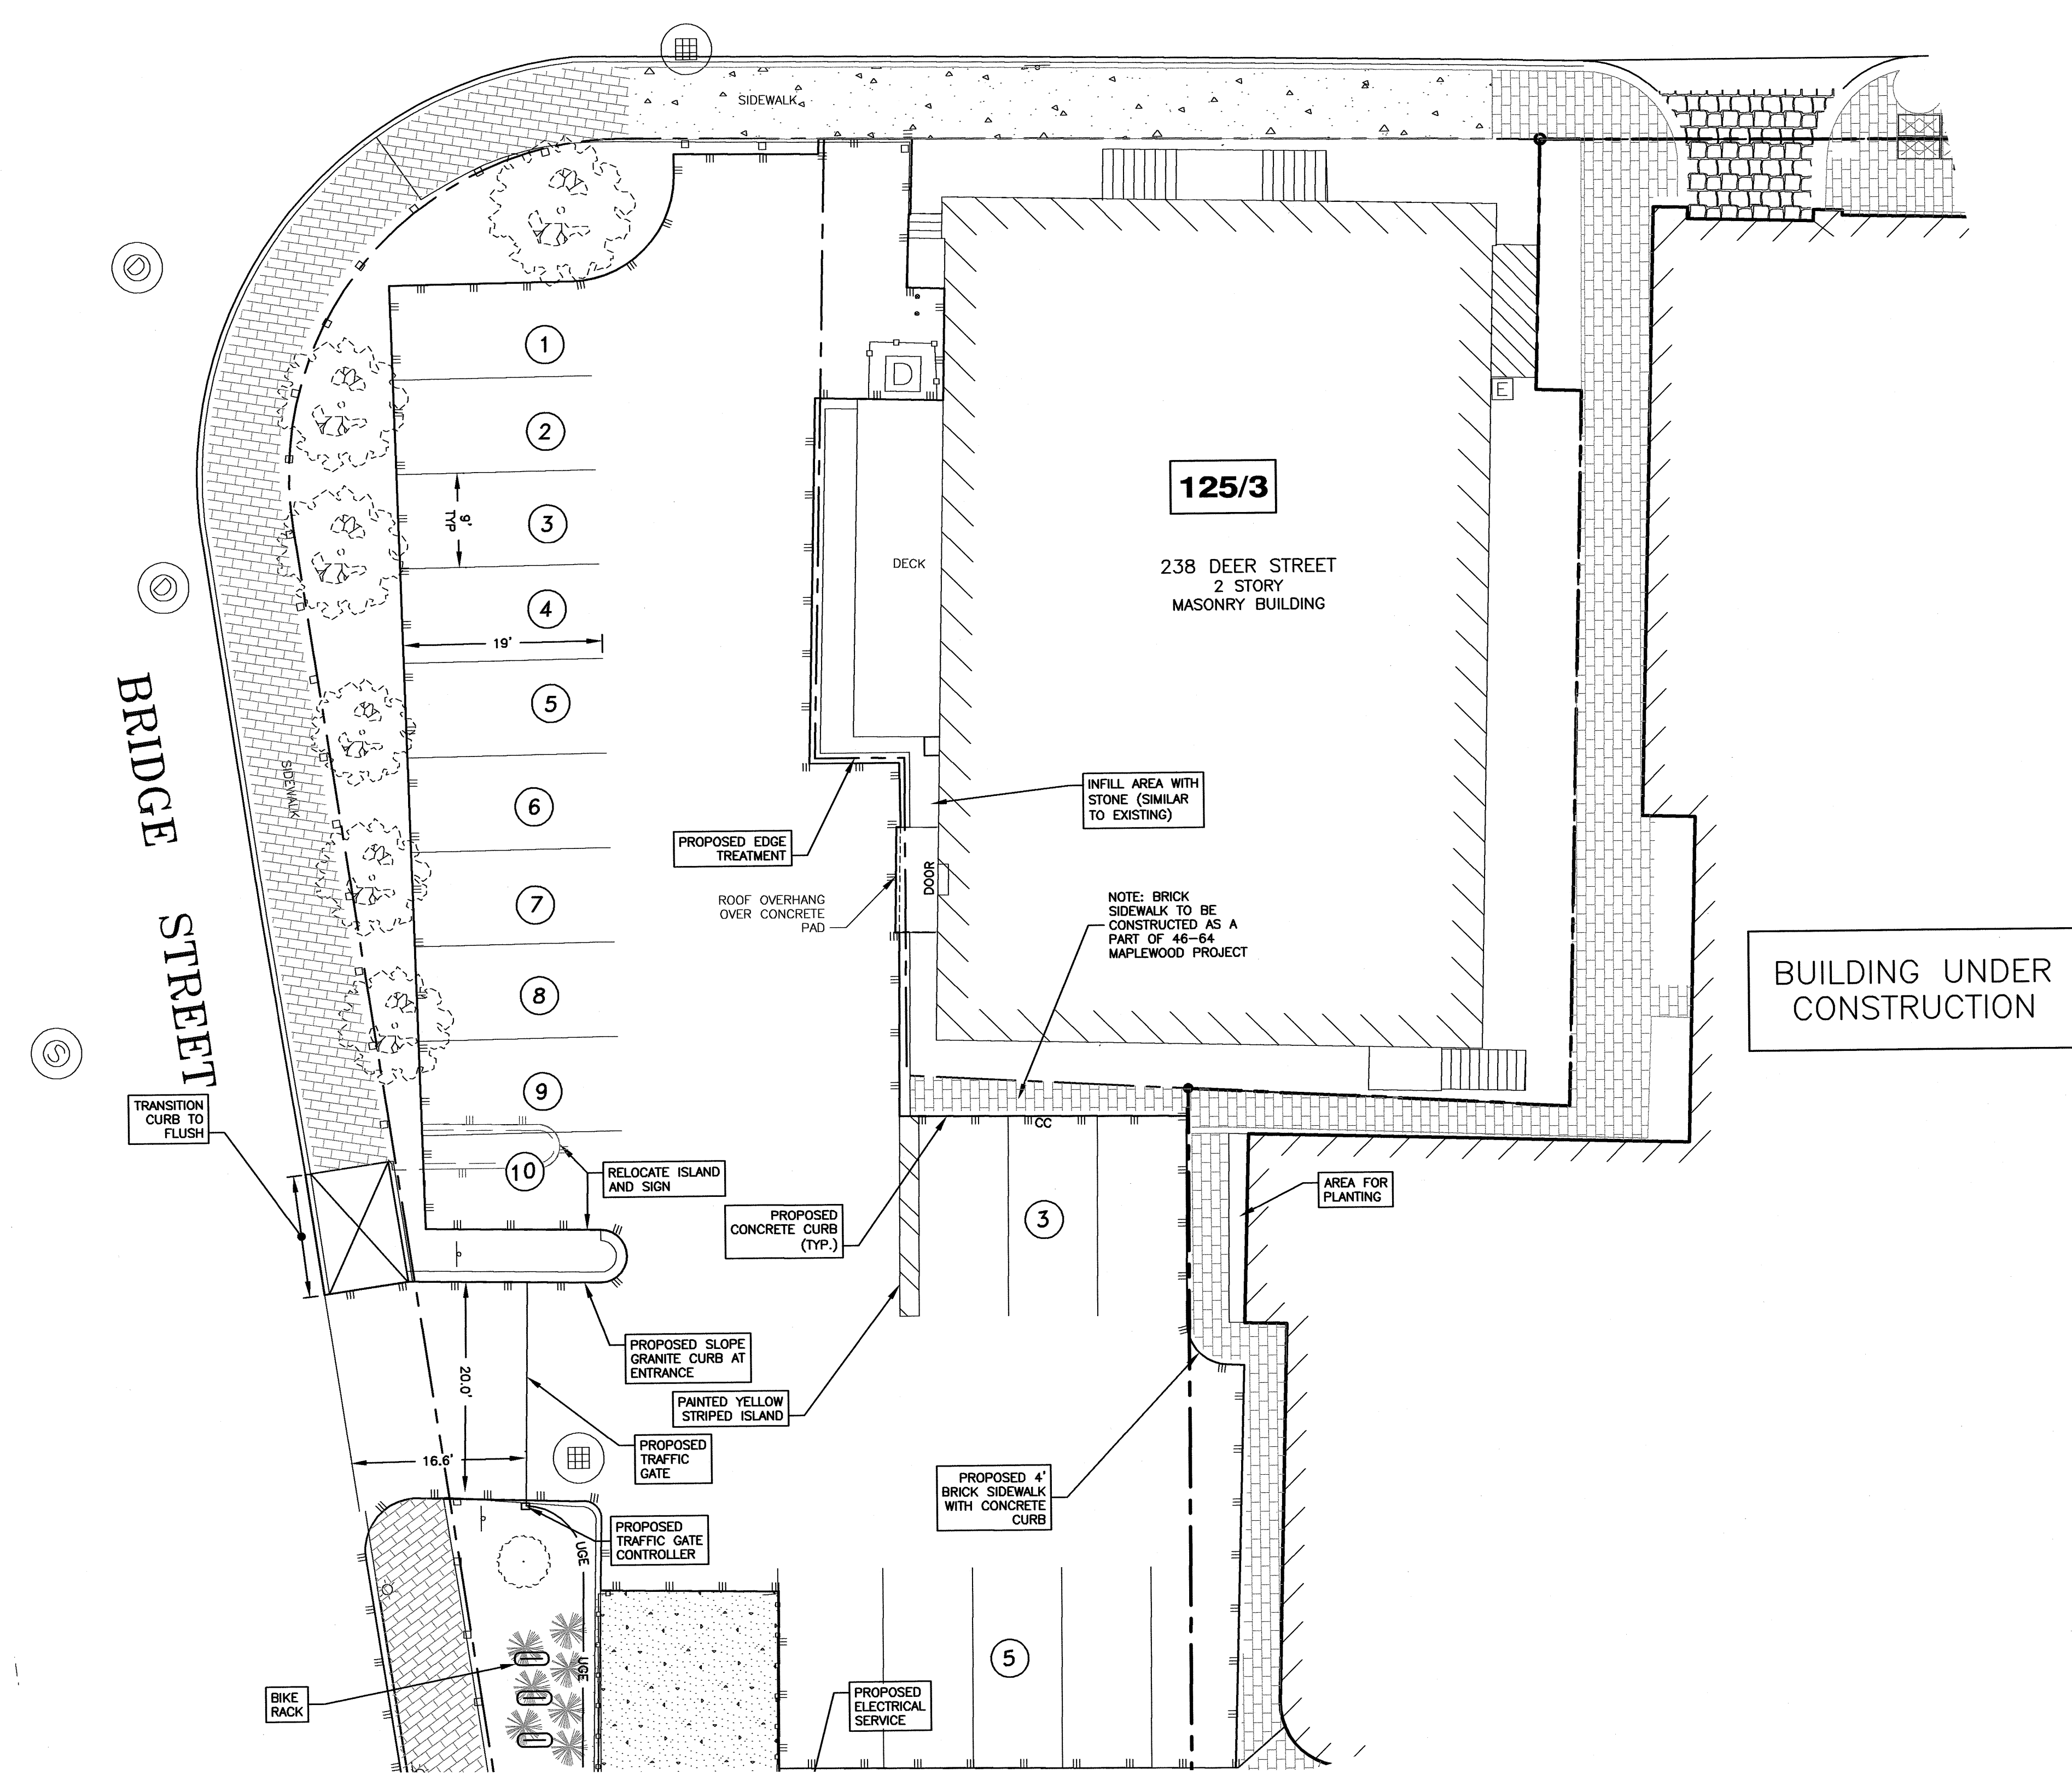 SIDEWALK
1
2
9'
TYP
3
4
19'
5
6
7
8
9
10
D
E
DECK
125/3
238 DEER STREET
2 STORY
MASONRY BUILDING
D
D
S
BRIDGE STREET
SIDEWALK
INFILL AREA WITH
STONE (SIMILAR
TO EXISTING)
PROPOSED EDGE
TREATMENT
DOOR
ROOF OVERHANG
OVER CONCRETE
PAD
NOTE: BRICK
SIDEWALK TO BE
CONSTRUCTED AS A
PART OF 46-64
MAPLEWOOD PROJECT
BUILDING UNDER
CONSTRUCTION
TRANSITION
CURB TO
FLUSH
RELOCATE ISLAND
AND SIGN
CC
AREA FOR
PLANTING
PROPOSED
CONCRETE CURB
(TYP.)
3
PROPOSED SLOPE
GRANITE CURB AT
ENTRANCE
20.0'
PAINTED YELLOW
STRIPED ISLAND
PROPOSED
TRAFFIC
GATE
16.6'
PROPOSED 4'
BRICK SIDEWALK
WITH CONCRETE
CURB
PROPOSED
TRAFFIC GATE
CONTROLLER
UGE
UGE
5
BIKE
RACK
PROPOSED
ELECTRICAL
SERVICE